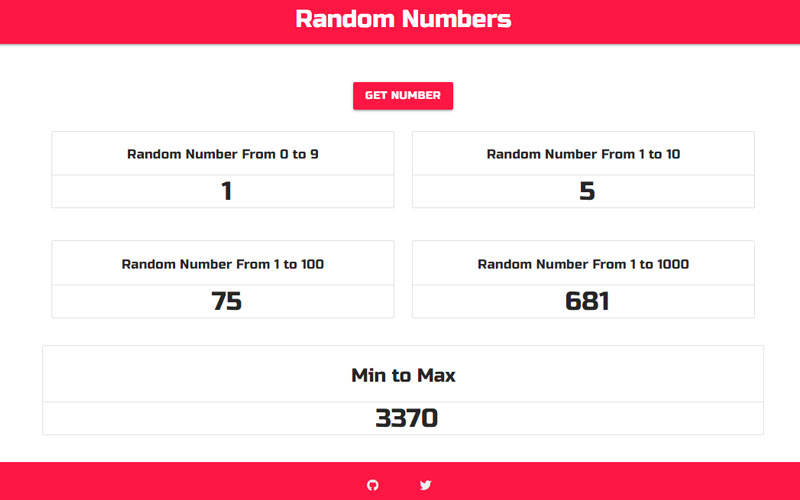 Random Numbers
GET NUMBER
Random Number From 0 to 9
1
Random Number From 1 to 10
5
Random Number From 1 to 100
75
Random Number From 1 to 1000
681
Min to Max
3370